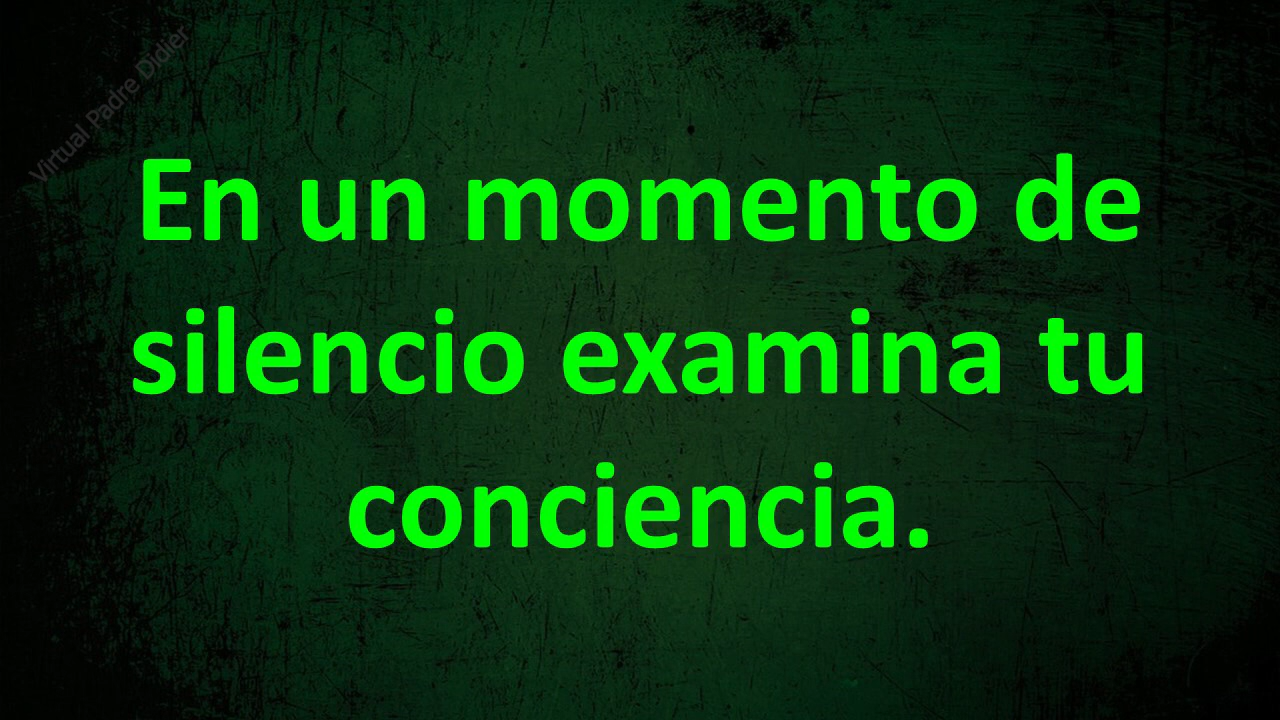 Virtual Padre Didier
En un momento de
silencio examina tu
conciencia.